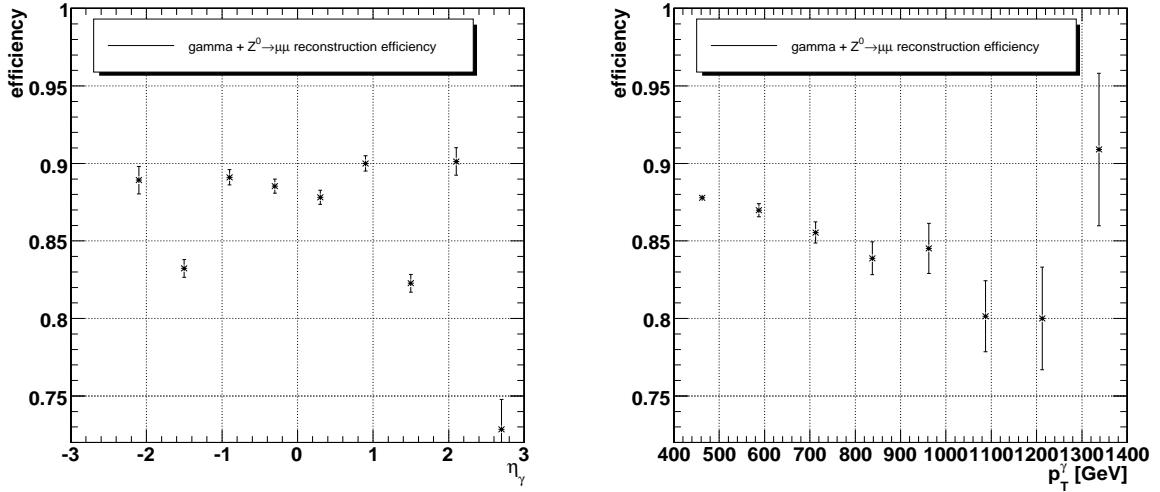 efficiency
1
0.95
0.9
0.85
0.8
0.75
gamma + Z⁰→μμ reconstruction efficiency
-3 -2 -1 0 1 2 3
η_γ
efficiency
1
0.95
0.9
0.85
0.8
0.75
gamma + Z⁰→μμ reconstruction efficiency
400 500 600 700 800 900 1000 1100 1200 1300 1400
p_T^γ [GeV]